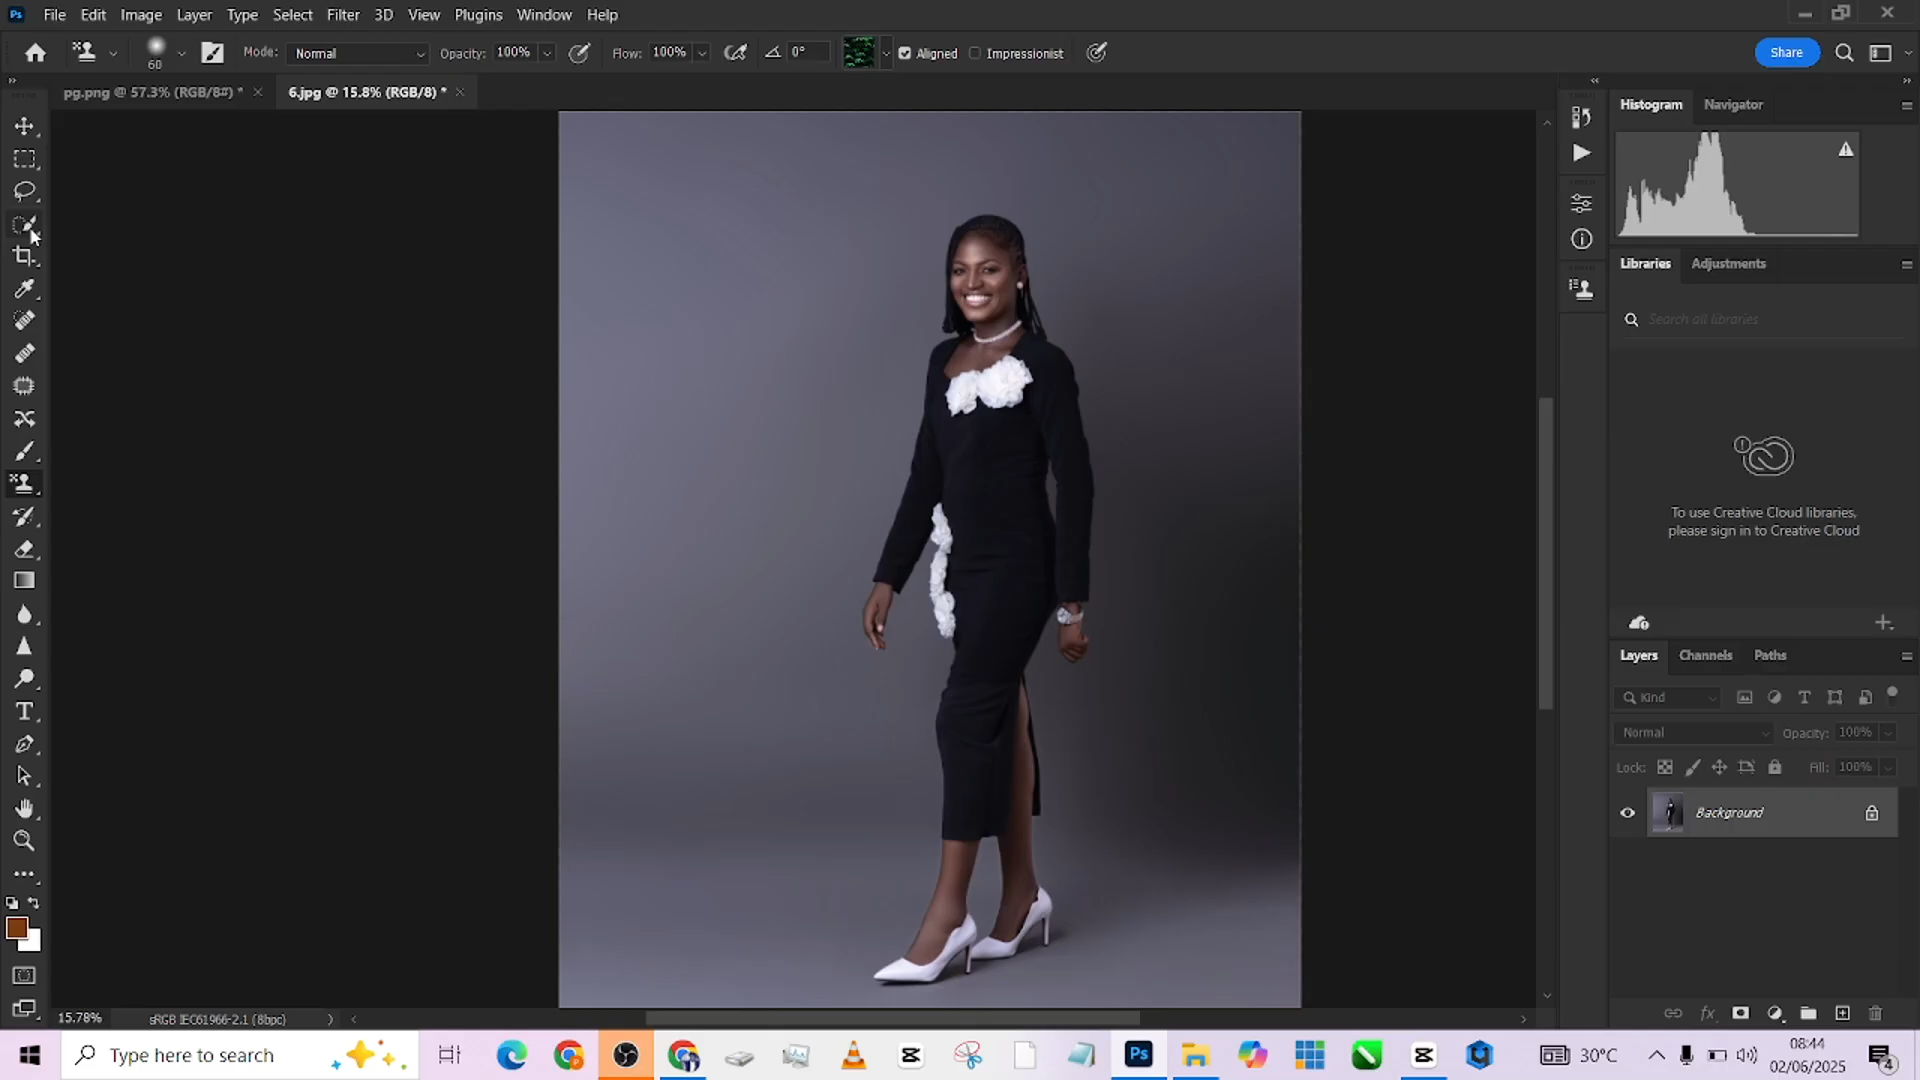 Ps File Edit Image Layer Type Select Filter 3D View Plugins Window Help
60 Mode: Normal Opacity: 100% Flow: 100% 0° Aligned Impressionist Share
pg.png @ 57.3% (RGB/8#) * 6.jpg @ 15.8% (RGB/8) *
Histogram Navigator
Libraries Adjustments
Search all libraries
To use Creative Cloud libraries,
please sign in to Creative Cloud
Layers Channels Paths
Kind
Normal Opacity: 100%
Lock: Fill: 100%
Background
fx
15.78% sRGB IEC61966-2.1 (8bpc)
Type here to search Ps 30°C 08:44
02/06/2025 4